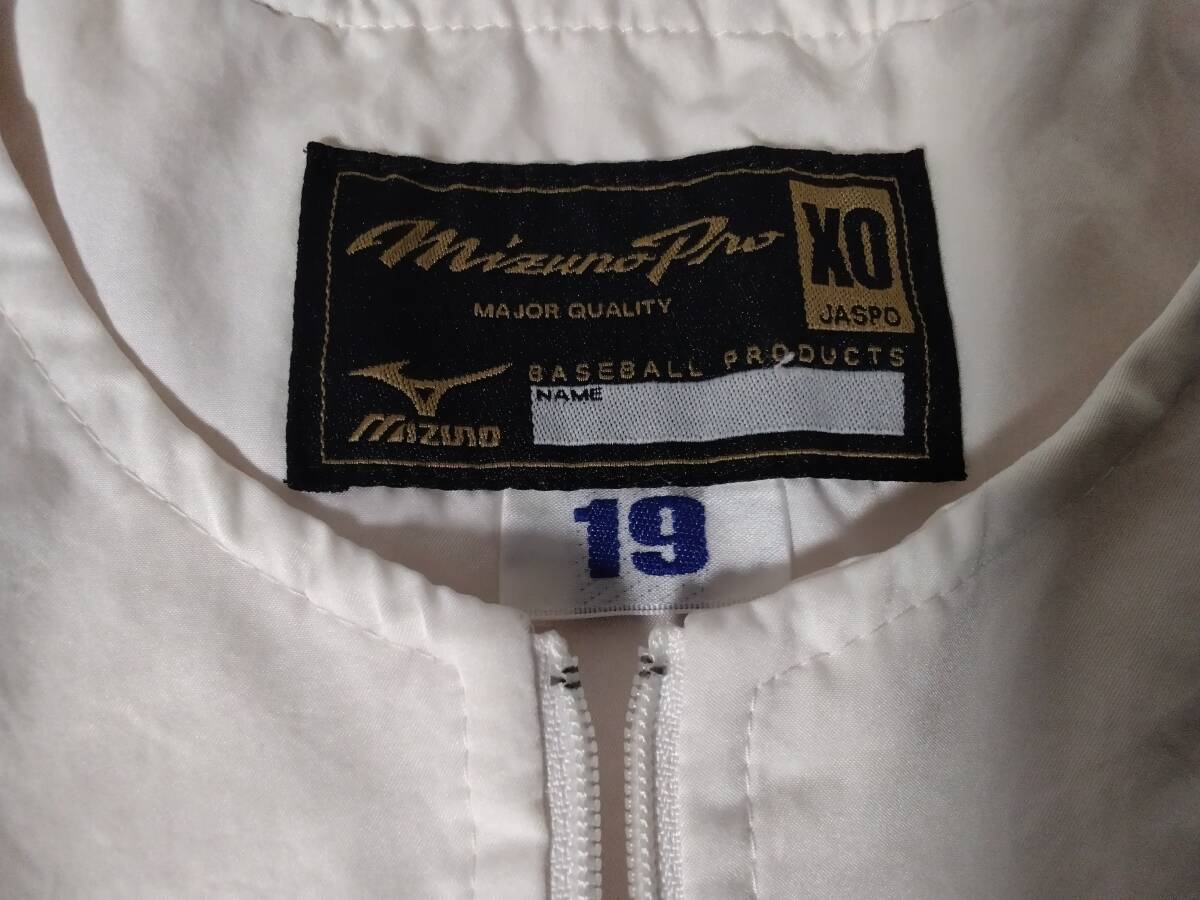 Mizuno Pro
XO
JASPO
MAJOR QUALITY
BASEBALL PRODUCTS
NAME
MIZUNO
19